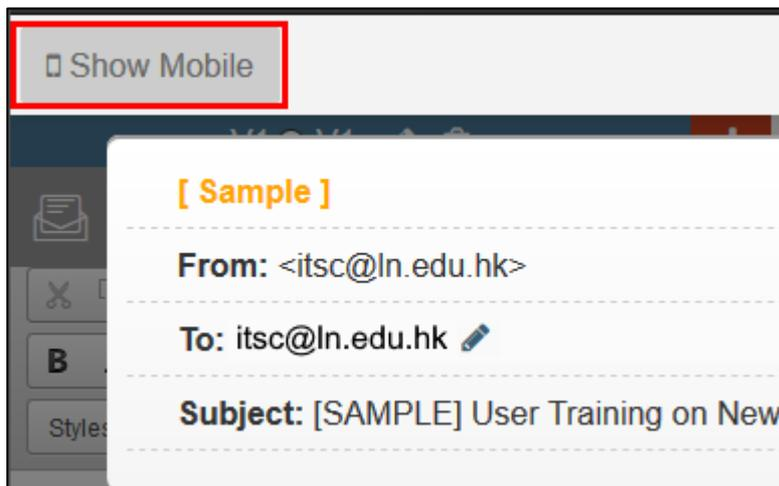 Show Mobile
[ Sample ]
From: <itsc@ln.edu.hk>
To: itsc@ln.edu.hk
B
Subject: [SAMPLE] User Training on New
Styles